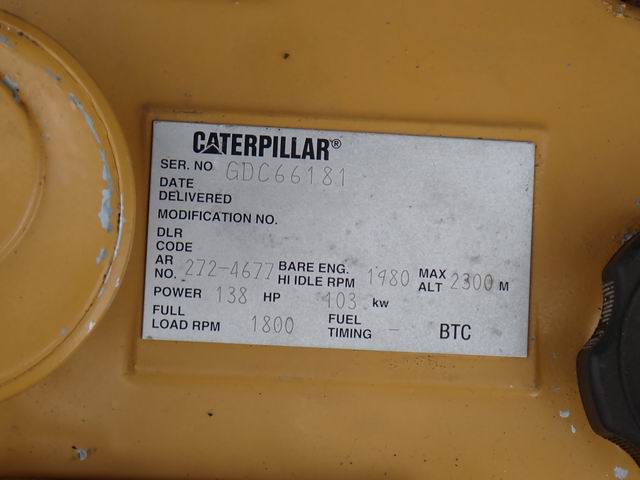 CATERPILLAR®
SER. NO GDC66181
DATE
DELIVERED
MODIFICATION NO.
DLR
CODE
AR
NO. 272-4677 BARE ENG.
HI IDLE RPM 1980 MAX
ALT 2300 M
POWER 138 HP 103 kw
FULL
LOAD RPM 1800 FUEL
TIMING - BTC